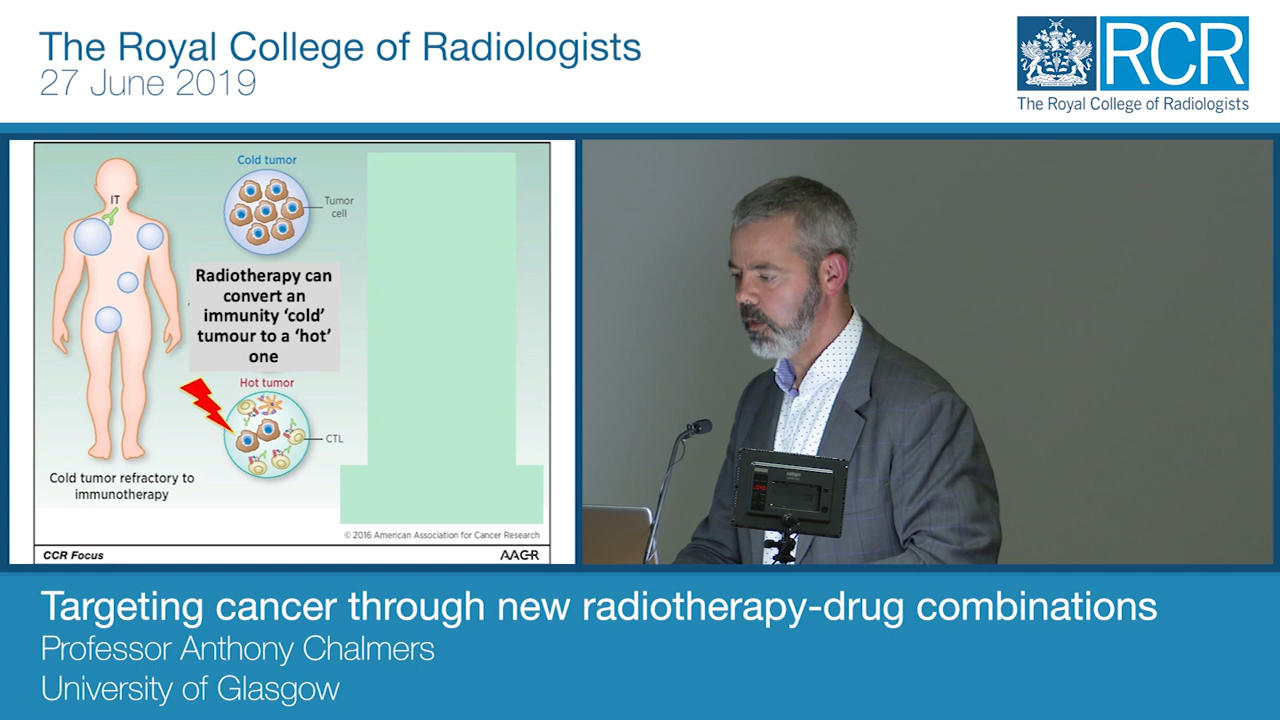 The Royal College of Radiologists
27 June 2019
RCR
The Royal College of Radiologists
Cold tumor
IT
Tumor
cell
Radiotherapy can
convert an
immunity ‘cold’
tumour to a ‘hot’
one
Hot tumor
CTL
Cold tumor refractory to
immunotherapy
© 2016 American Association for Cancer Research
CCR Focus
AACR
Targeting cancer through new radiotherapy-drug combinations
Professor Anthony Chalmers
University of Glasgow